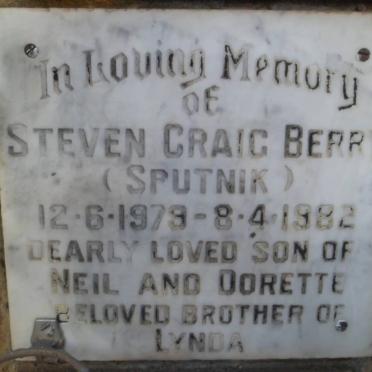 In Loving Memory
OF
STEVEN CRAIG BERR
( SPUTNIK )
12·6·1979-8·4·1982
DEARLY LOVED SON OF
NEIL AND DORETTE
BELOVED BROTHER OF
LYNDA